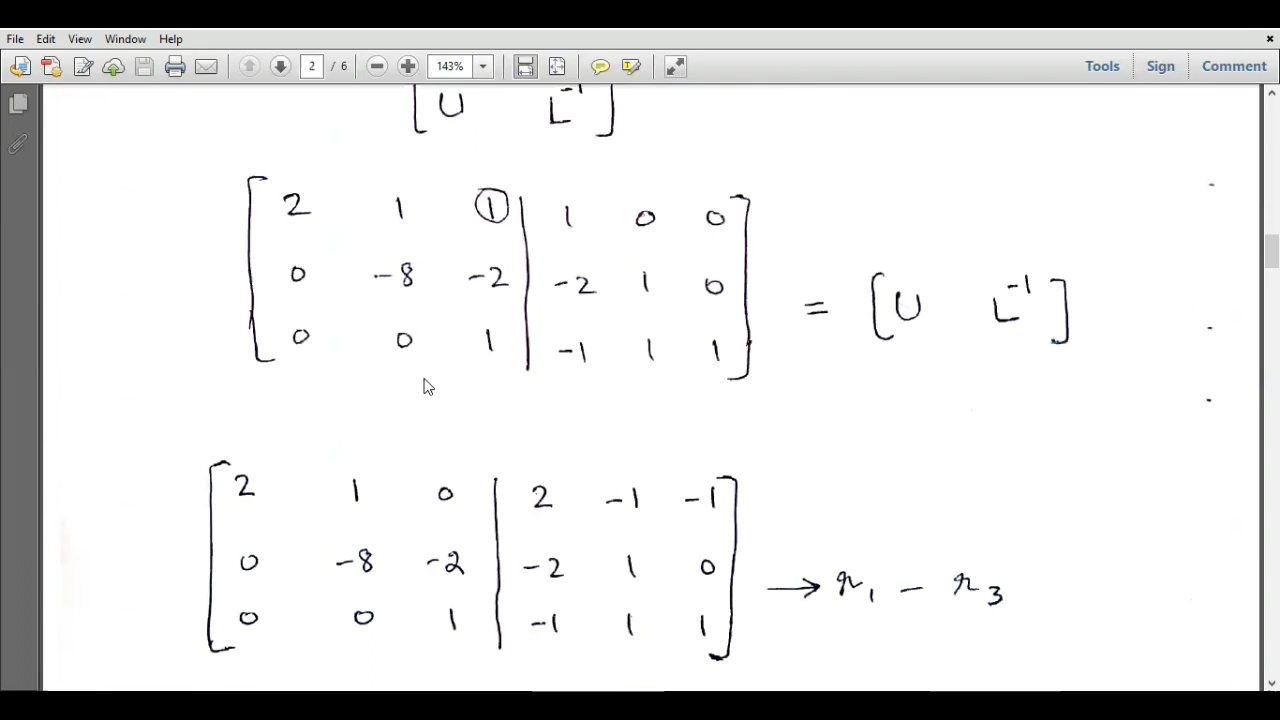 File Edit View Window Help ×
2 / 6 143% Tools Sign Comment
[ U L⁻¹ ]
[ 2 1 1 | 1 0 0 ]
[ 0 -8 -2 | -2 1 0 ] = [ U L⁻¹ ]
[ 0 0 1 | -1 1 1 ]
[ 2 1 0 | 2 -1 -1 ]
[ 0 -8 -2 | -2 1 0 ] → r₁ - r₃
[ 0 0 1 | -1 1 1 ]